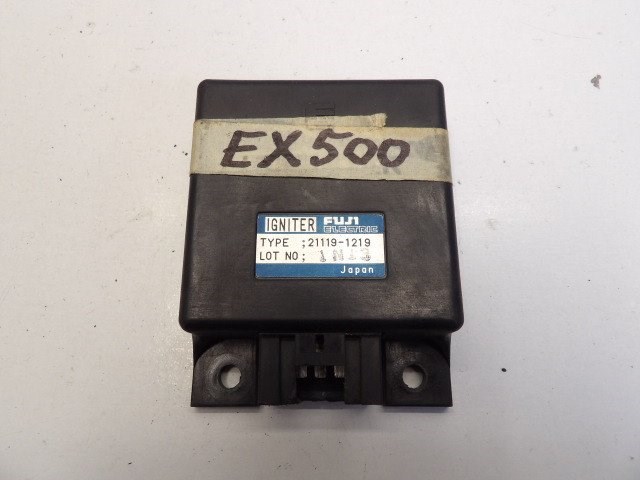 EX500
IGNITER FUJI ELECTRIC
TYPE ;21119-1219
LOT NO;
Japan